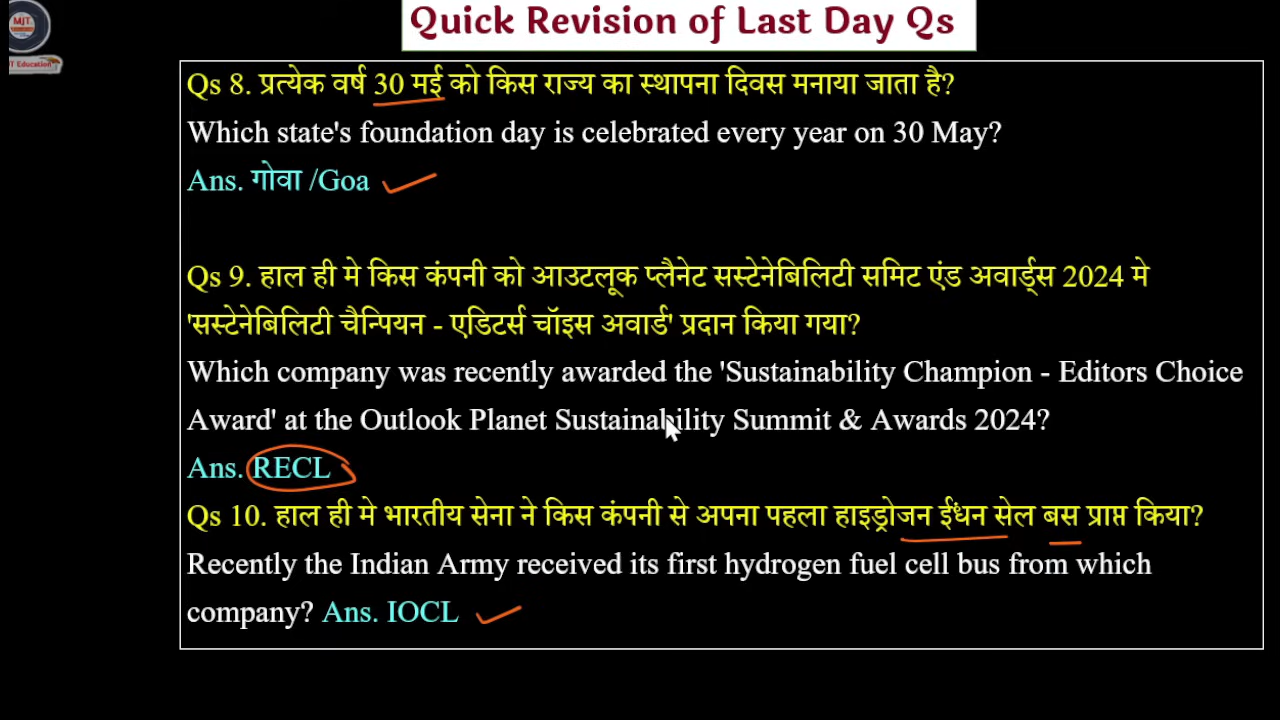 MJT
Quick Revision of Last Day Qs
MJT Education
Qs 8. प्रत्येक वर्ष 30 मई को किस राज्य का स्थापना दिवस मनाया जाता है?
Which state's foundation day is celebrated every year on 30 May?
Ans. गोवा /Goa
Qs 9. हाल ही मे किस कंपनी को आउटलूक प्लैनेट सस्टेनेबिलिटी समिट एंड अवार्ड्स 2024 मे
'सस्टेनेबिलिटी चैन्पियन - एडिटर्स चॉइस अवार्ड' प्रदान किया गया?
Which company was recently awarded the 'Sustainability Champion - Editors Choice
Award' at the Outlook Planet Sustainability Summit & Awards 2024?
Ans. RECL
Qs 10. हाल ही मे भारतीय सेना ने किस कंपनी से अपना पहला हाइड्रोजन ईंधन सेल बस प्राप्त किया?
Recently the Indian Army received its first hydrogen fuel cell bus from which
company? Ans. IOCL